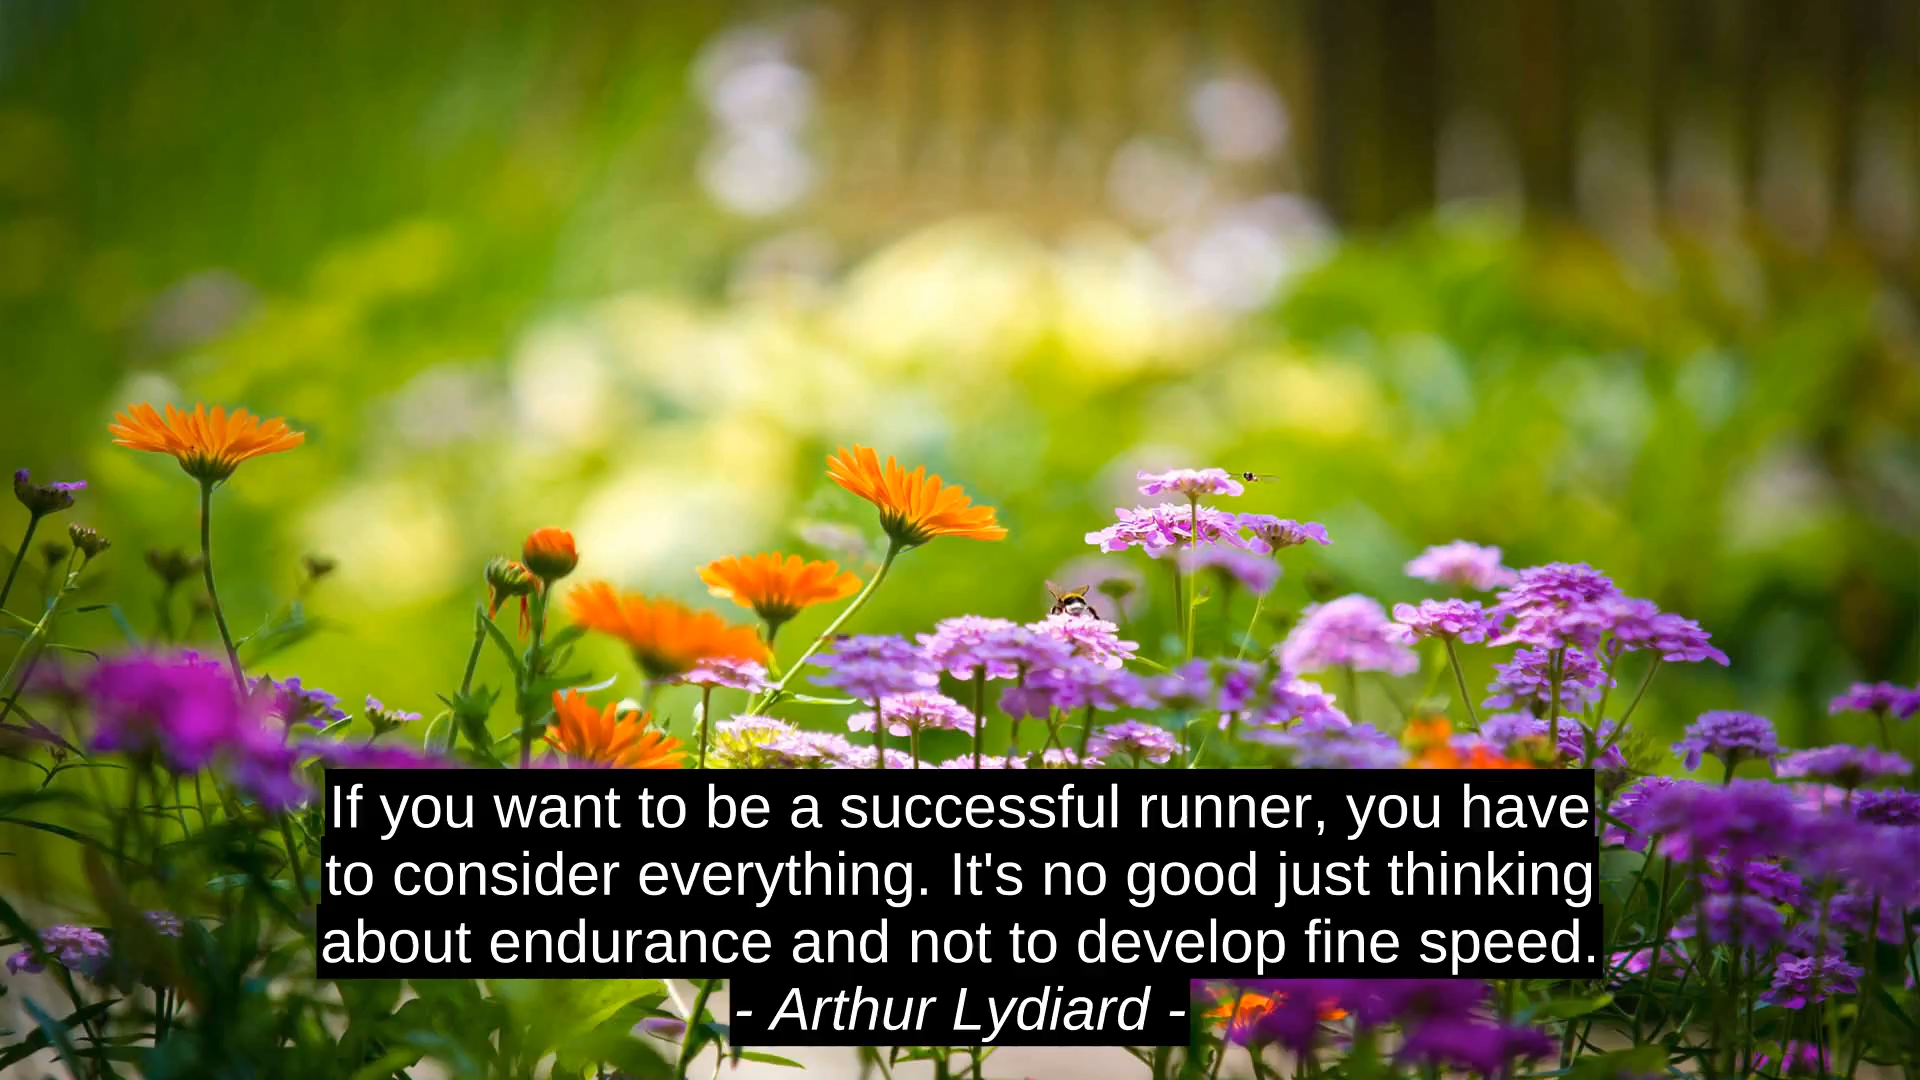 If you want to be a successful runner, you have
to consider everything. It's no good just thinking
about endurance and not to develop fine speed.
- Arthur Lydiard -